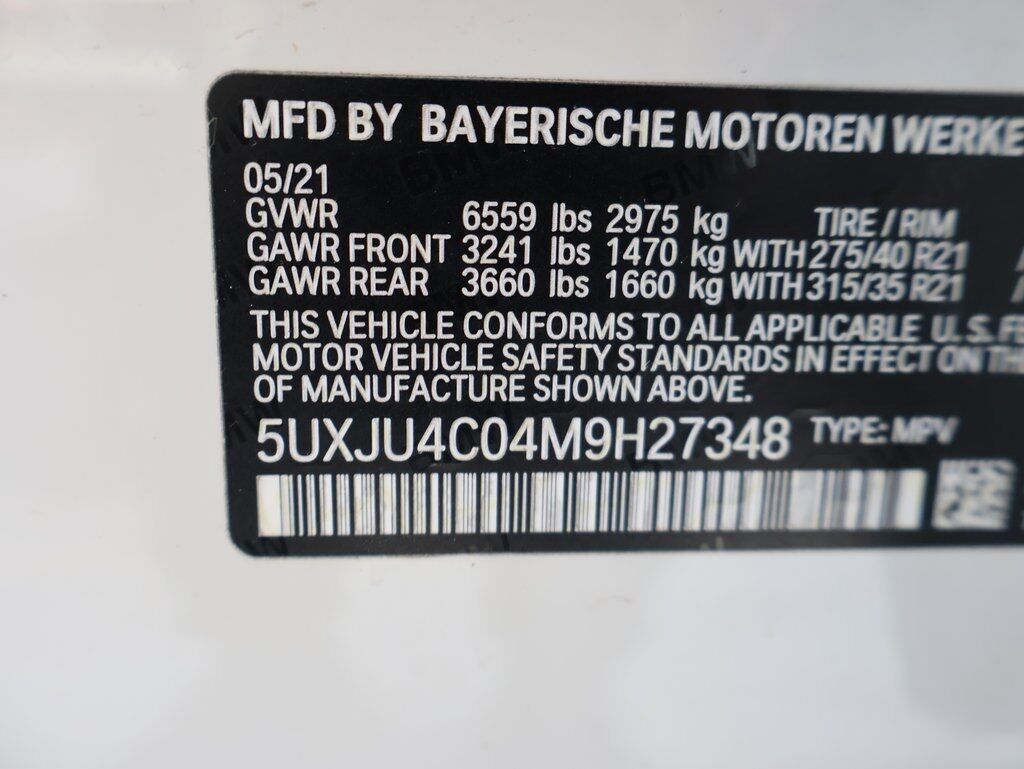 MFD BY BAYERISCHE MOTOREN WERKE
05/21
GVWR 6559 lbs 2975 kg TIRE / RIM
GAWR FRONT 3241 lbs 1470 kg WITH 275/40 R21
GAWR REAR 3660 lbs 1660 kg WITH 315/35 R21
THIS VEHICLE CONFORMS TO ALL APPLICABLE U.S. FE
MOTOR VEHICLE SAFETY STANDARDS IN EFFECT ON TH
OF MANUFACTURE SHOWN ABOVE.
5UXJU4C04M9H27348 TYPE: MPV